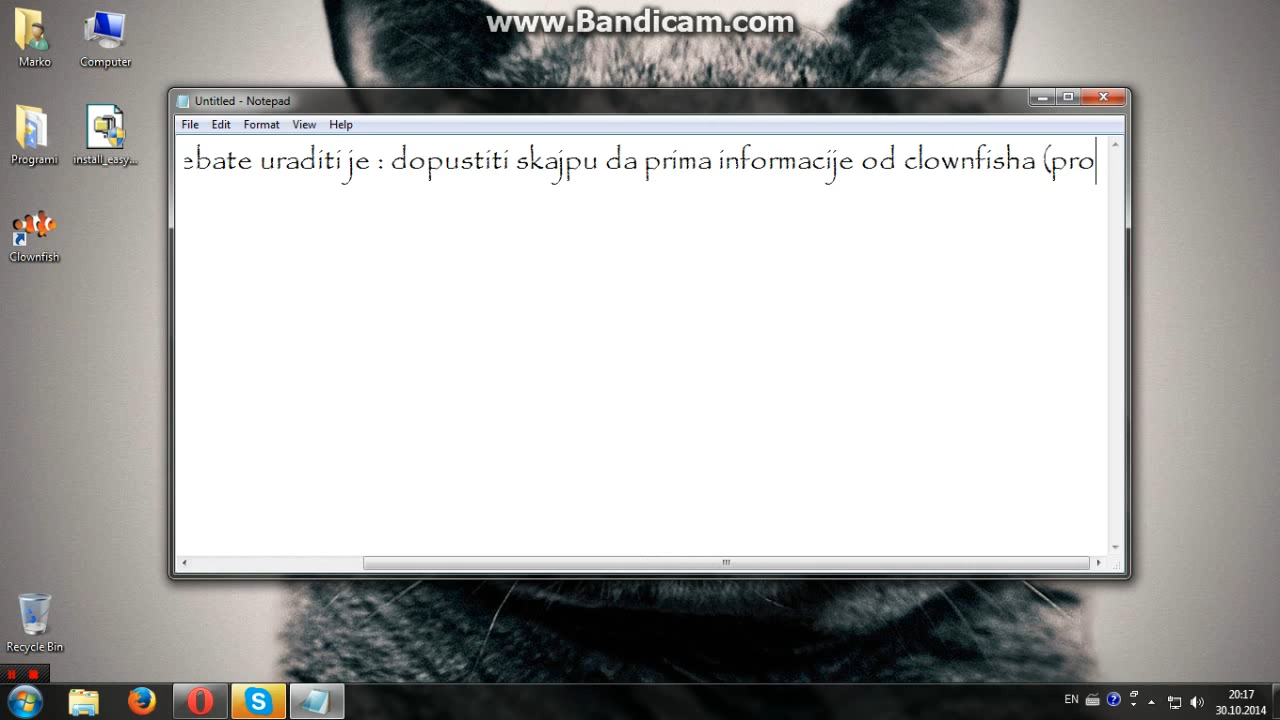 www.Bandicam.com
Marko
Computer
Programi
install_easy...
Clownfish
Recycle Bin
Untitled - Notepad
File Edit Format View Help
ebate uraditi je : dopustiti skajpu da prima informacije od clownfisha (pro
EN
20:17
30.10.2014